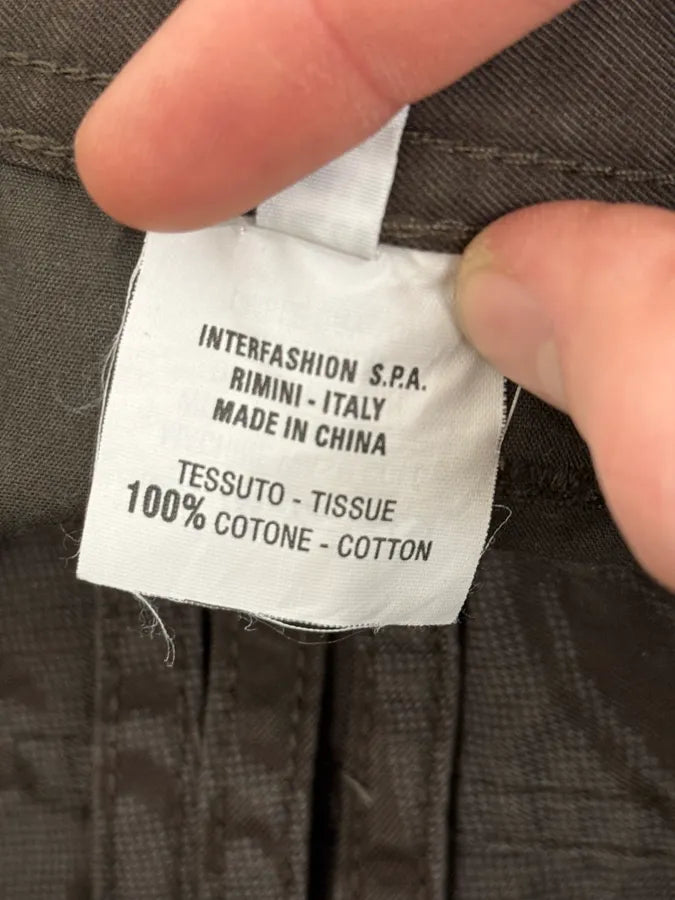 INTERFASHION S.P.A.
RIMINI - ITALY
MADE IN CHINA
TESSUTO - TISSUE
100% COTONE - COTTON